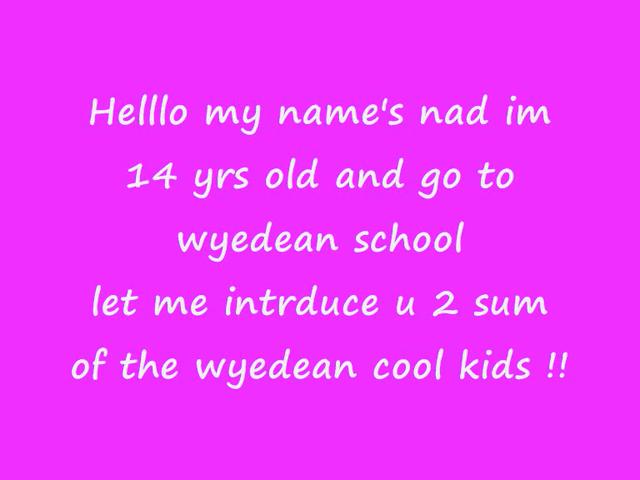 Helllo my name's nad im
14 yrs old and go to
wyedean school
let me intrduce u 2 sum
of the wyedean cool kids !!